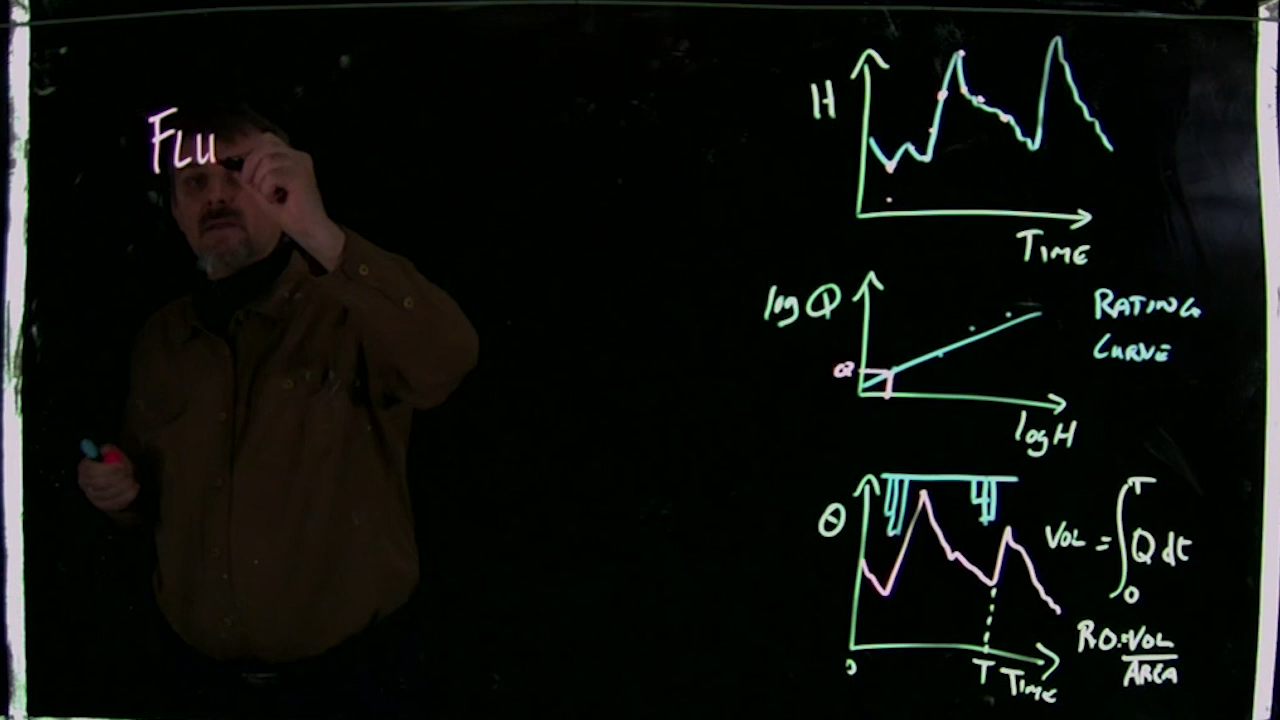 FLU
H
TIME
log Q
RATING
CURVE
Q
log H
Q
VOL = ∫ T Q dt
0
R.O. = VOL
AREA
0
T TIME